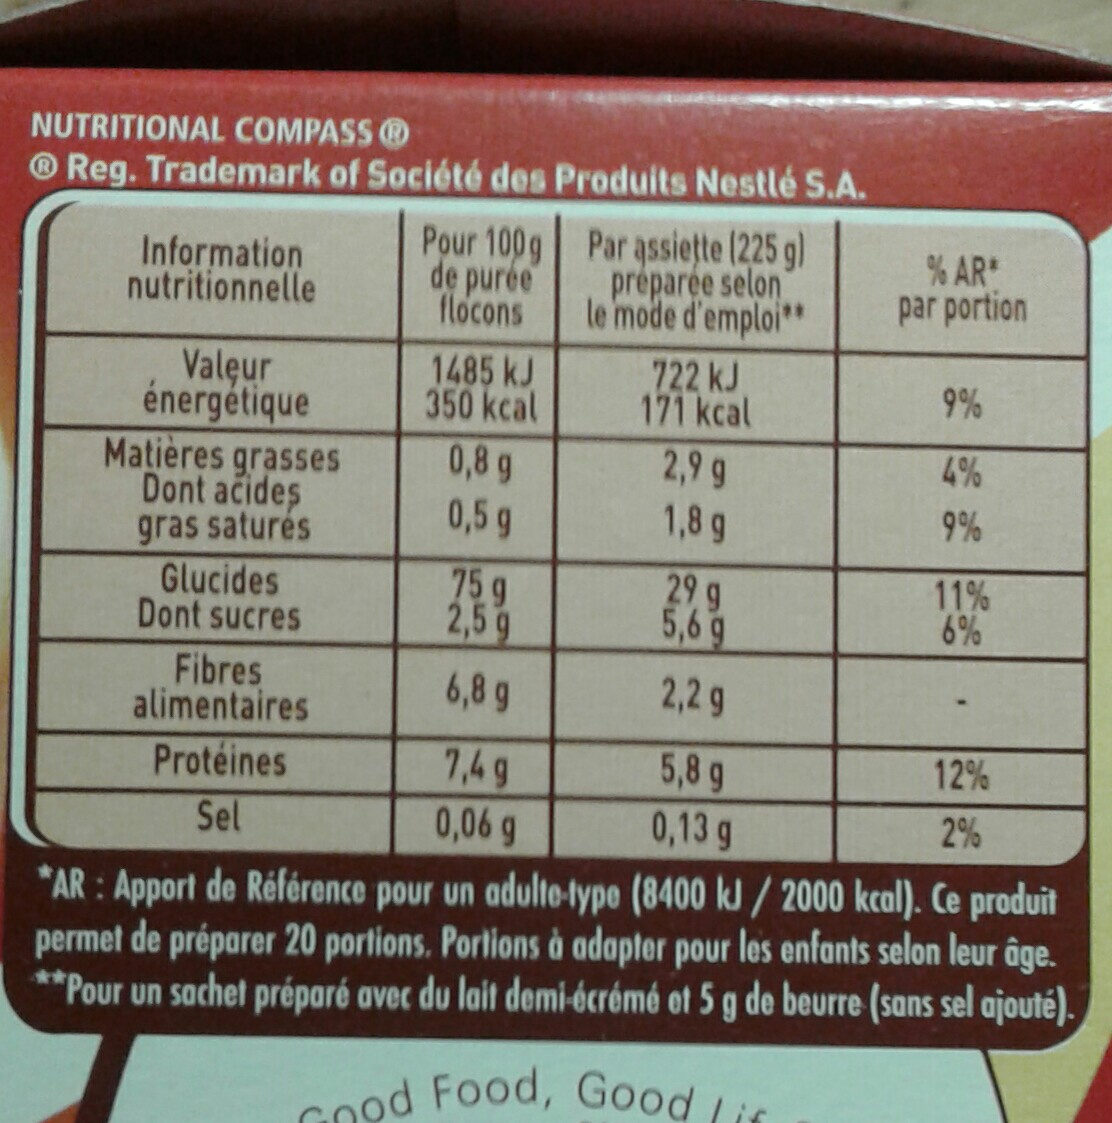 NUTRITIONAL COMPASS ®
® Reg. Trademark of Société des Produits Nestlé S.A.
Information nutritionnelle | Pour 100g de purée flocons | Par assiette (225 g) préparée selon le mode d'emploi** | % AR* par portion
Valeur énergétique | 1485 kJ 350 kcal | 722 kJ 171 kcal | 9%
Matières grasses | 0,8 g | 2,9 g | 4%
Dont acides gras saturés | 0,5 g | 1,8 g | 9%
Glucides | 75 g | 29 g | 11%
Dont sucres | 2,5 g | 5,6 g | 6%
Fibres alimentaires | 6,8 g | 2,2 g | -
Protéines | 7,4 g | 5,8 g | 12%
Sel | 0,06 g | 0,13 g | 2%
*AR : Apport de Référence pour un adulte-type (8400 kJ / 2000 kcal). Ce produit
permet de préparer 20 portions. Portions à adapter pour les enfants selon leur âge.
**Pour un sachet préparé avec du lait demi-écrémé et 5 g de beurre (sans sel ajouté).
Good Food, Good